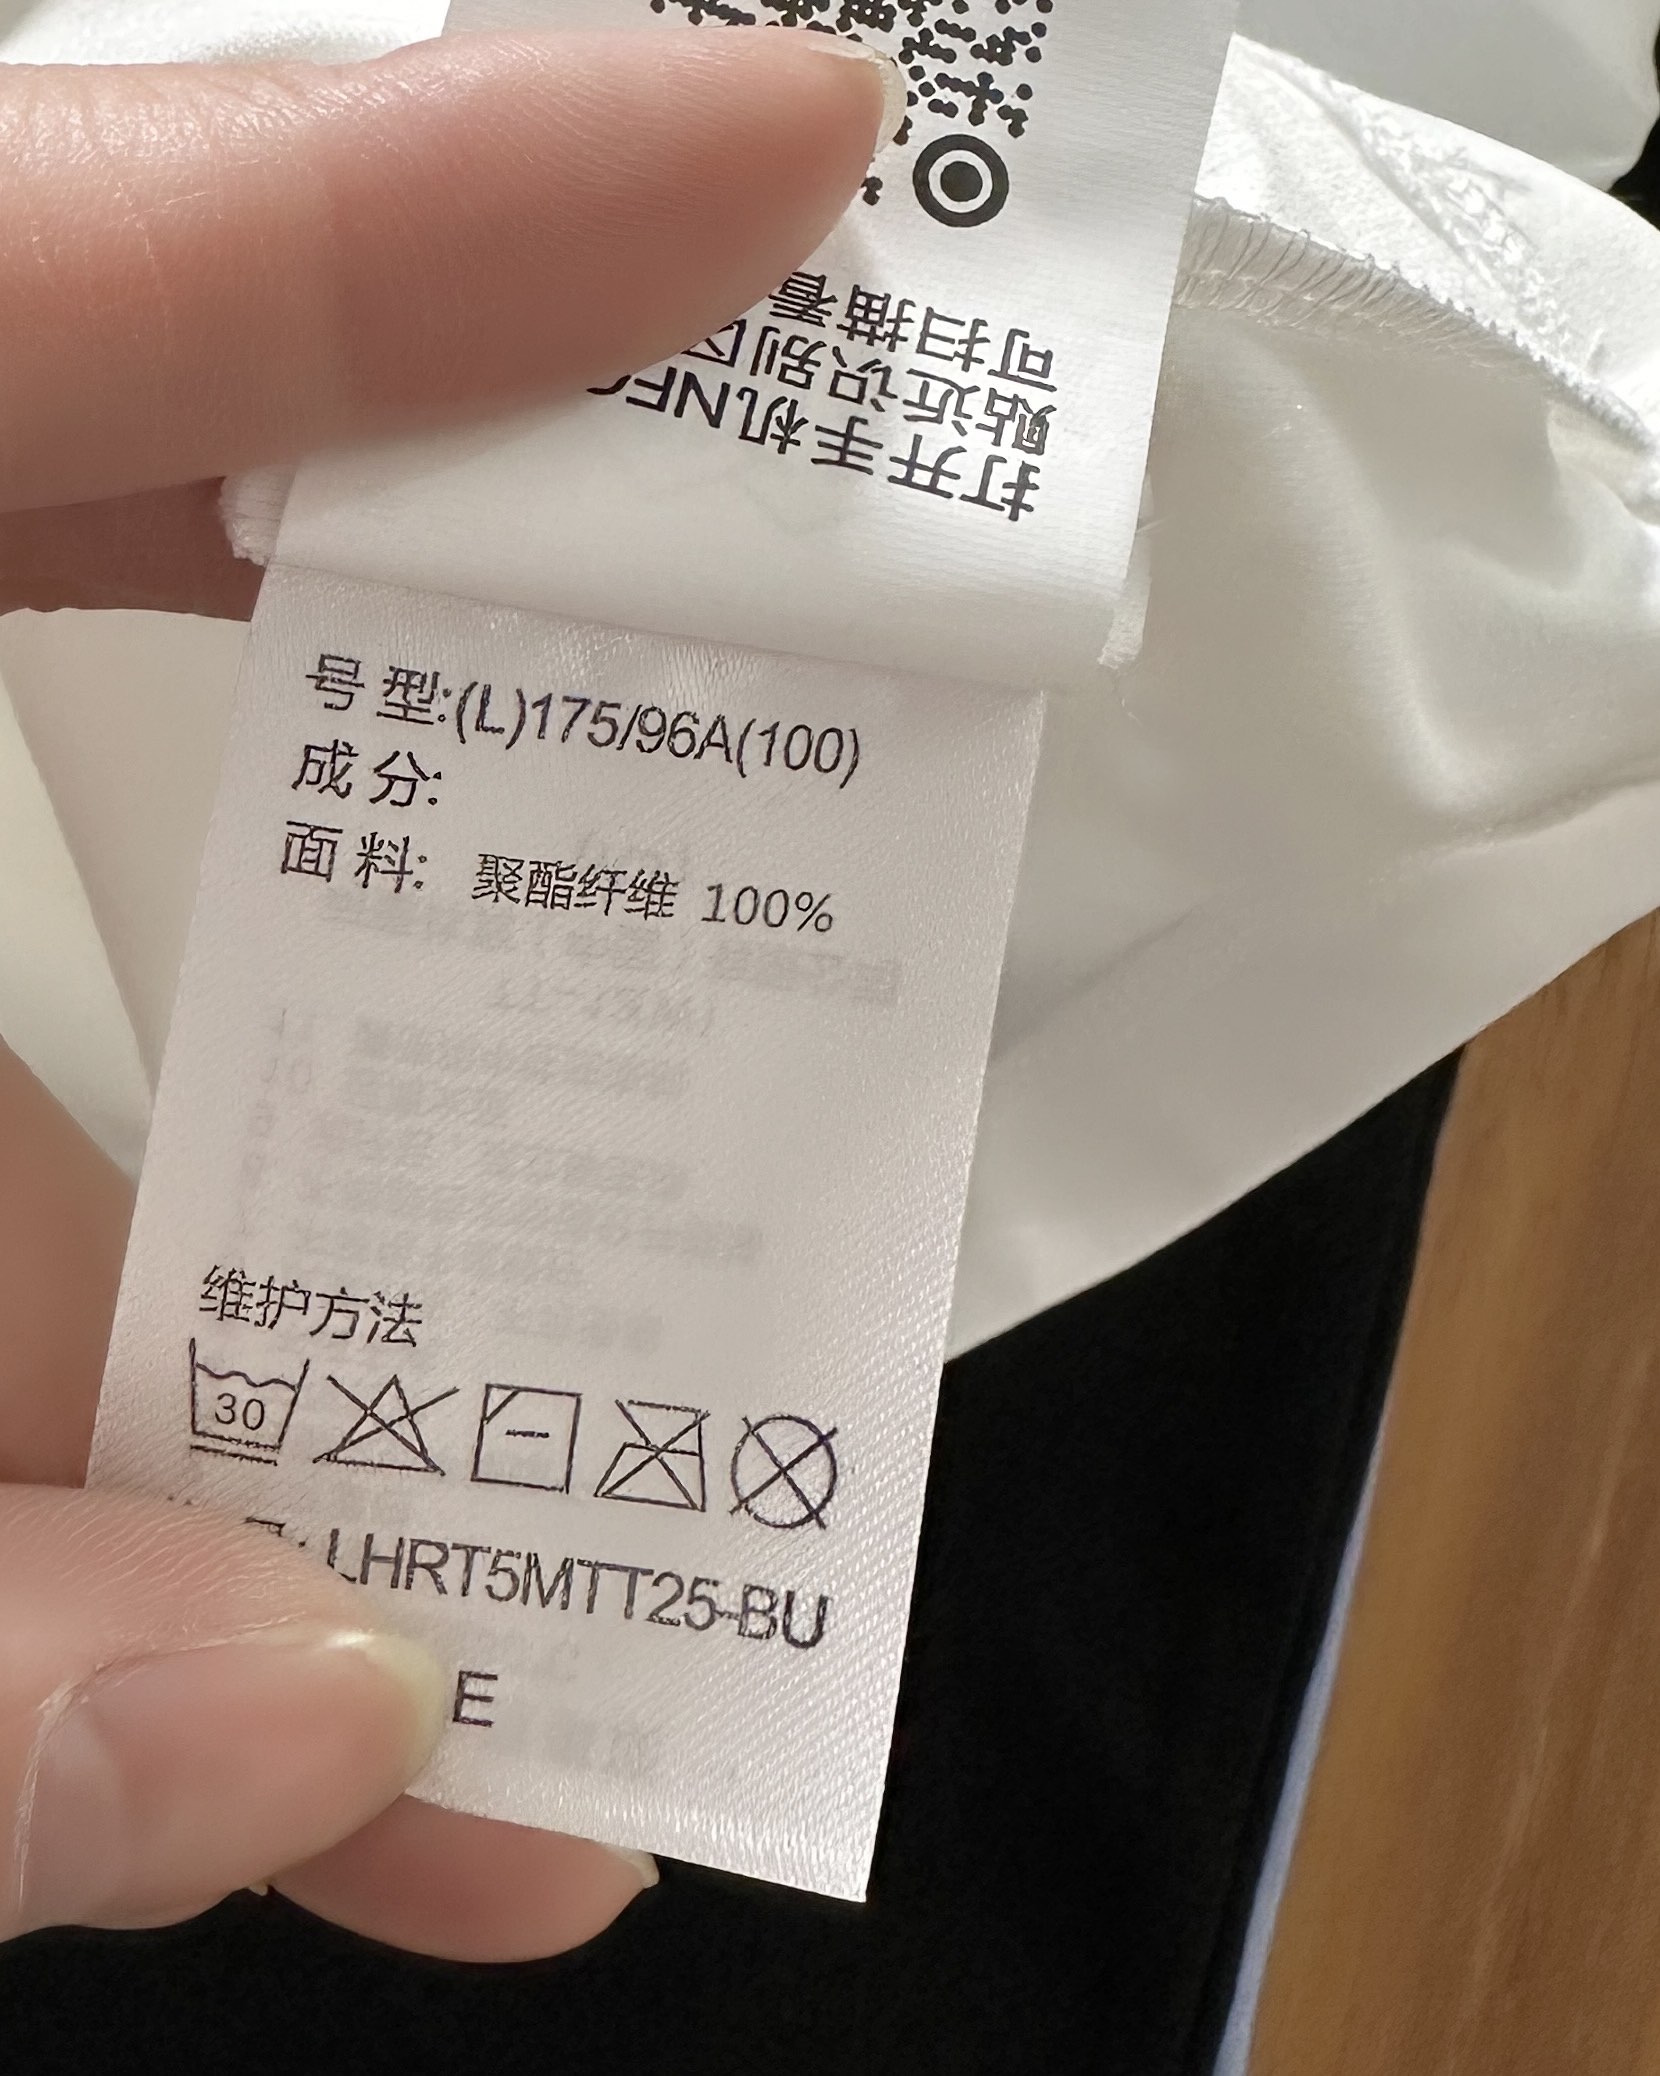 可扫描看
贴近识别区
打开手机NFC
号 型:(L)175/96A(100)
成 分:
面 料: 聚酯纤维 100%
维护方法
30
LHRT5MTT25-BU
E